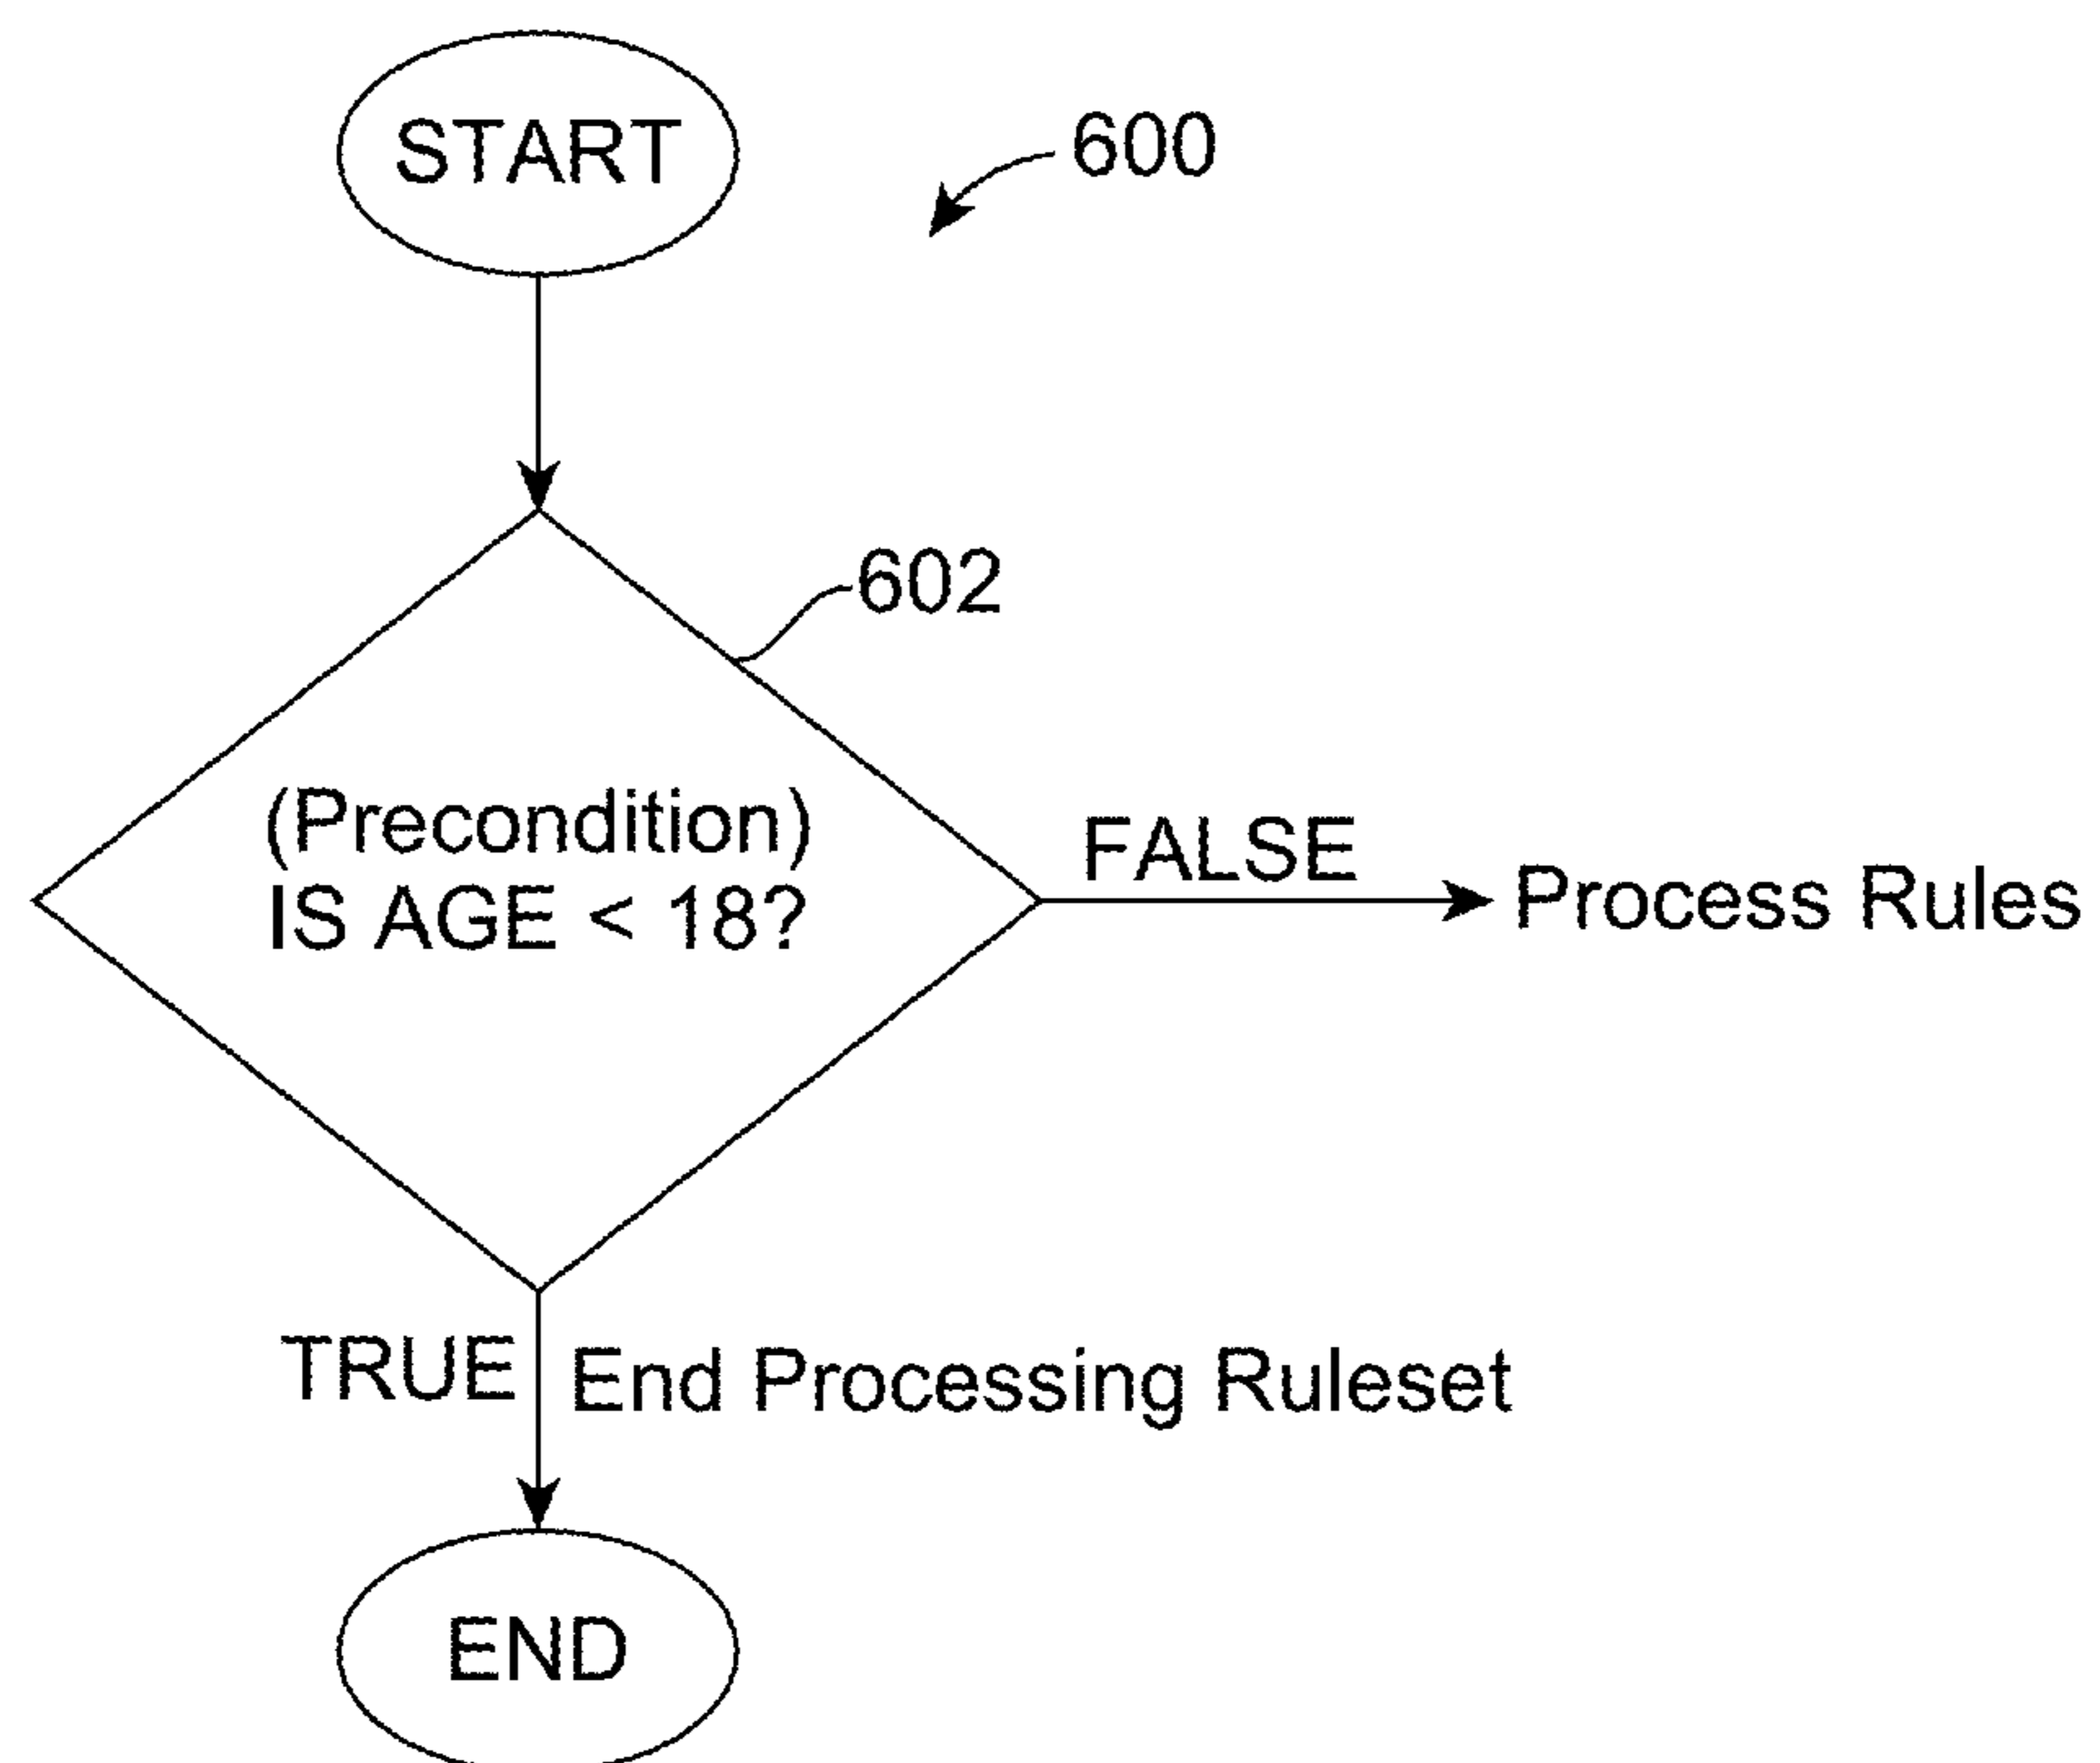 START
600
602
(Precondition)
IS AGE < 18?
FALSE
Process Rules
TRUE
End Processing Ruleset
END